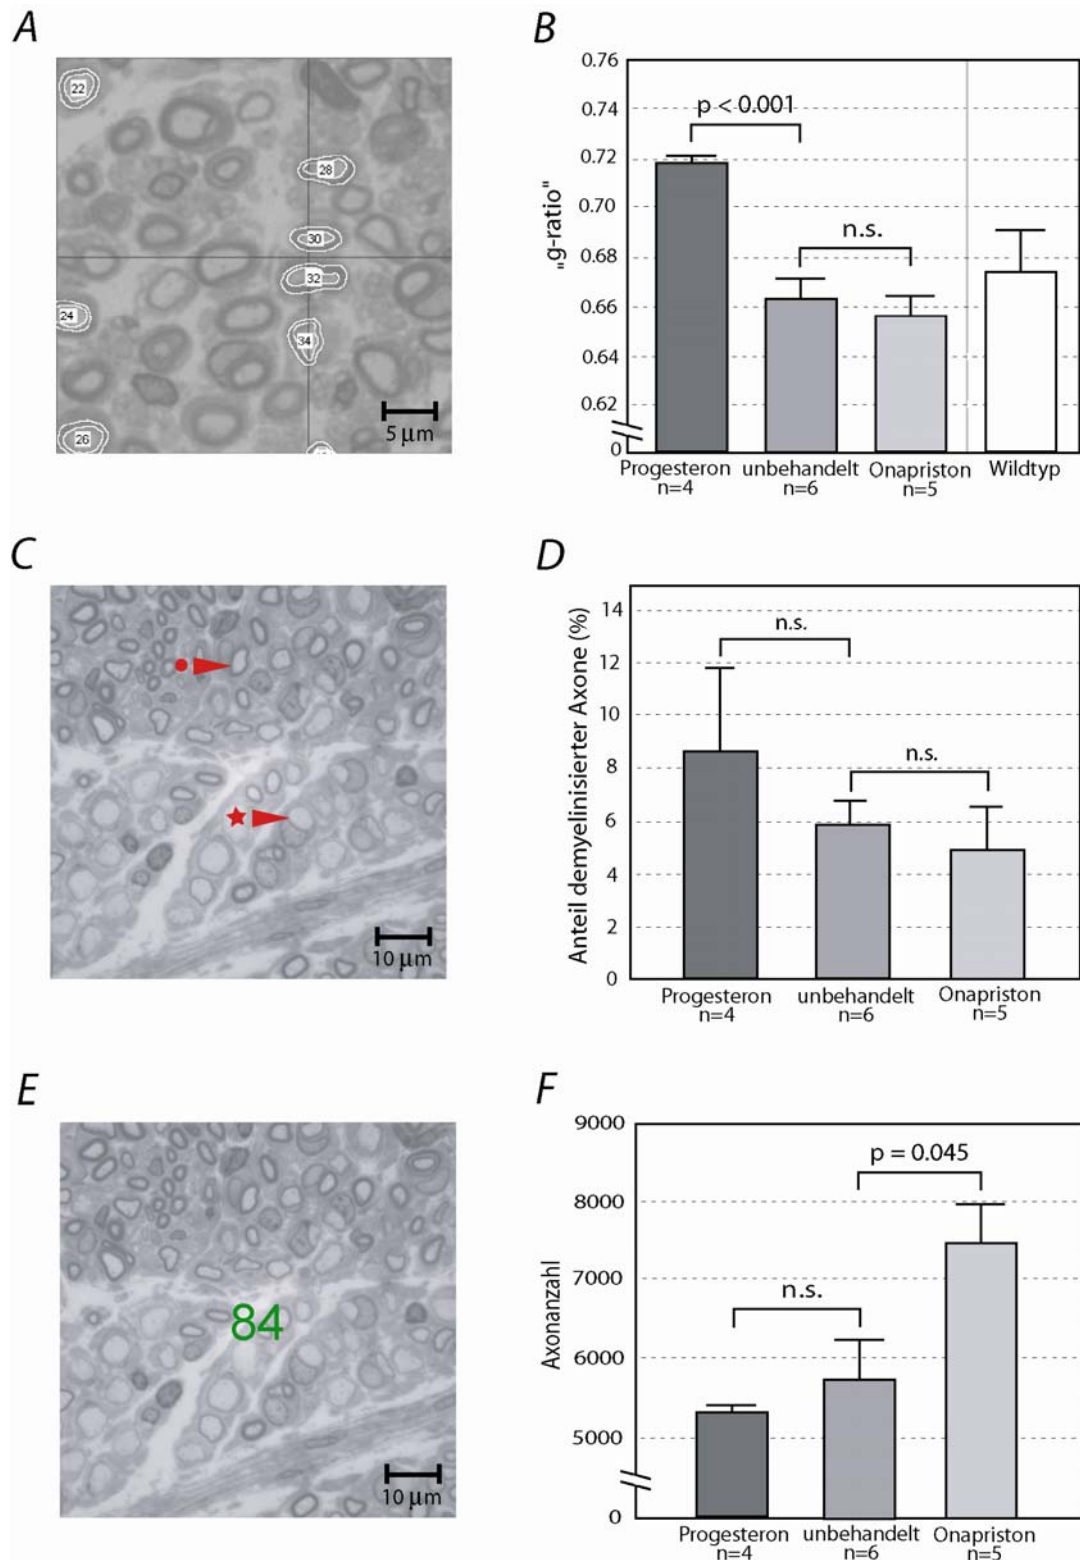 A
22
28
30
32
24
34
26
5 µm
B
0.76
0.74
0.72
0.70
0.68
0.66
0.64
0.62
0
„g-ratio"
p < 0.001
n.s.
Progesteron
n=4
unbehandelt
n=6
Onapriston
n=5
Wildtyp
C
10 µm
D
14
12
10
8
6
4
2
0
Anteil demyelinisierter Axone (%)
n.s.
n.s.
Progesteron
n=4
unbehandelt
n=6
Onapriston
n=5
E
84
10 µm
F
9000
8000
7000
6000
5000
0
Axonanzahl
p = 0.045
n.s.
Progesteron
n=4
unbehandelt
n=6
Onapriston
n=5